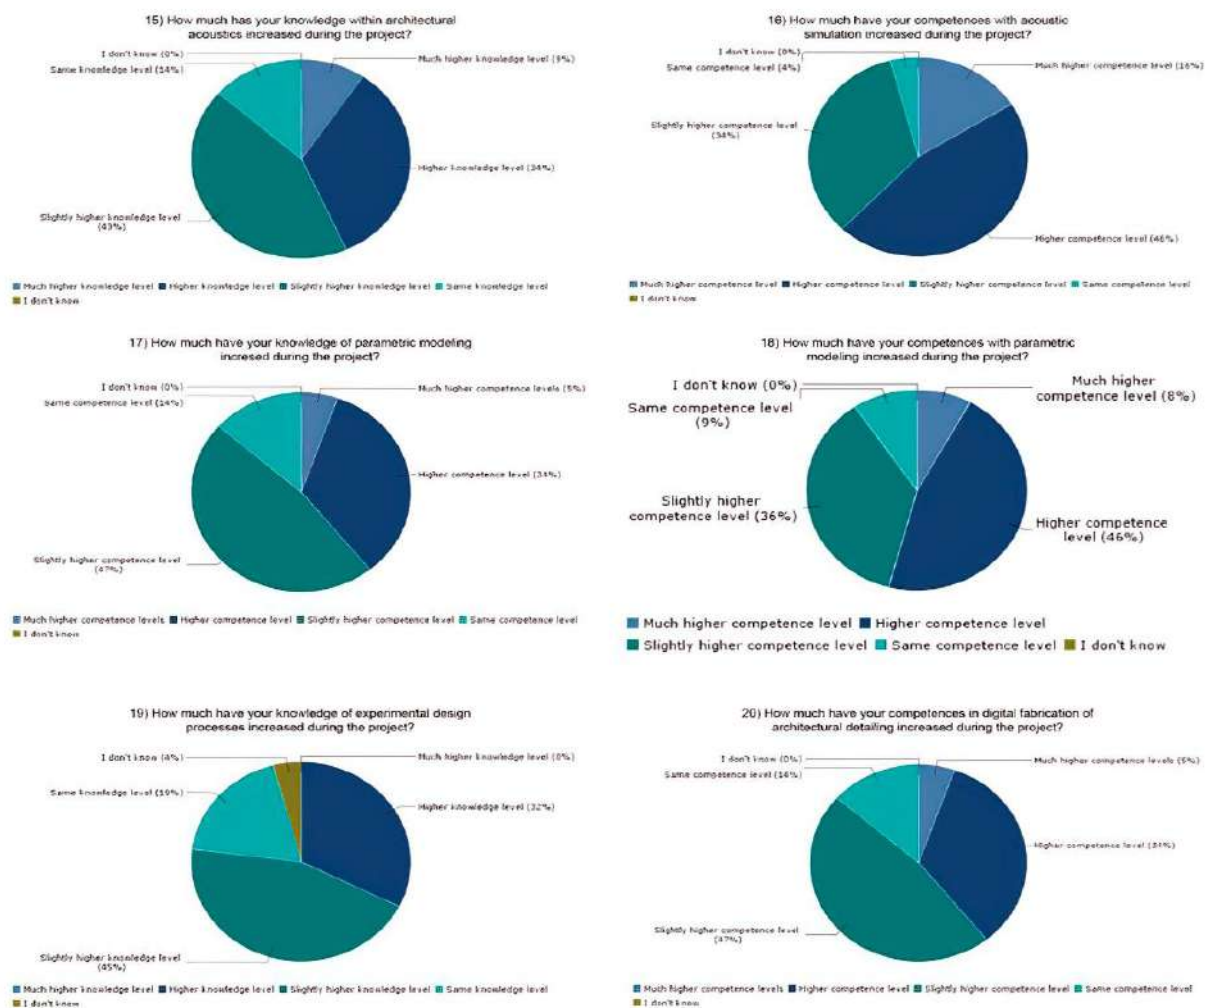 15) How much has your knowledge within architectural
acoustics increased during the project?
I don't know (0%)
Same knowledge level (14%)
Much higher knowledge level (9%)
Higher knowledge level (34%)
Slightly higher knowledge level
(43%)
Much higher knowledge level Higher knowledge level Slightly higher knowledge level Same knowledge level
I don't know
16) How much have your competences with acoustic
simulation increased during the project?
I don't know (0%)
Same competence level (4%)
Much higher competence level (16%)
Slightly higher competence level
(34%)
Higher competence level (46%)
Much higher competence level Higher competence level Slightly higher competence level Same competence level
I don't know
17) How much have your knowledge of parametric modeling
incresed during the project?
I don't know (0%)
Same competence level (14%)
Much higher competence levels (5%)
Higher competence level (34%)
Slightly higher competence level
(47%)
Much higher competence levels Higher competence level Slightly higher competence level Same competence level
I don't know
18) How much have your competences with parametric
modeling increased during the project?
I don't know (0%)
Same competence level
(9%)
Much higher
competence level (8%)
Slightly higher
competence level (36%)
Higher competence
level (46%)
Much higher competence level Higher competence level
Slightly higher competence level Same competence level I don't know
19) How much have your knowledge of experimental design
processes increased during the project?
I don't know (4%)
Same knowledge level (19%)
Much higher knowledge level (0%)
Higher knowledge level (32%)
Slightly higher knowledge level
(45%)
Much higher knowledge level Higher knowledge level Slightly higher knowledge level Same knowledge level
I don't know
20) How much have your competences in digital fabrication of
architectural detailing increased during the project?
I don't know (0%)
Same competence level (14%)
Much higher competence levels (5%)
Higher competence level (34%)
Slightly higher competence level
(47%)
Much higher competence levels Higher competence level Slightly higher competence level Same competence level
I don't know